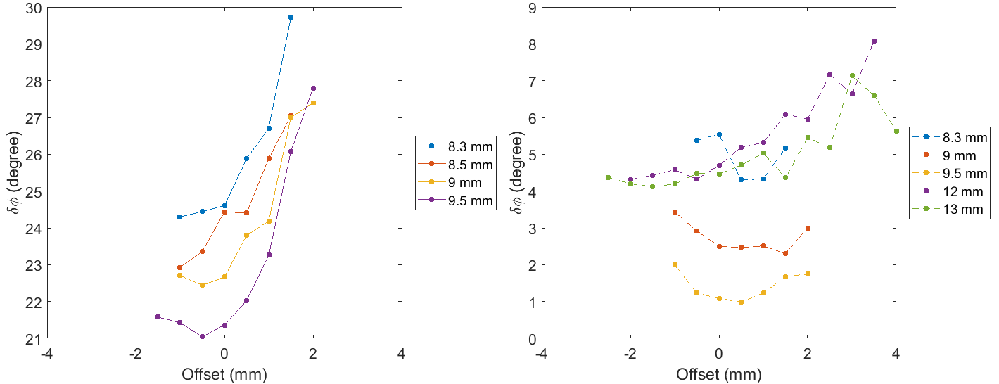 30
29
28
27
26
25
24
23
22
21
δϕ (degree)
-4
-2
0
2
4
Offset (mm)
8.3 mm
8.5 mm
9 mm
9.5 mm
9
8
7
6
5
4
3
2
1
0
δϕ (degree)
-4
-2
0
2
4
Offset (mm)
8.3 mm
9 mm
9.5 mm
12 mm
13 mm